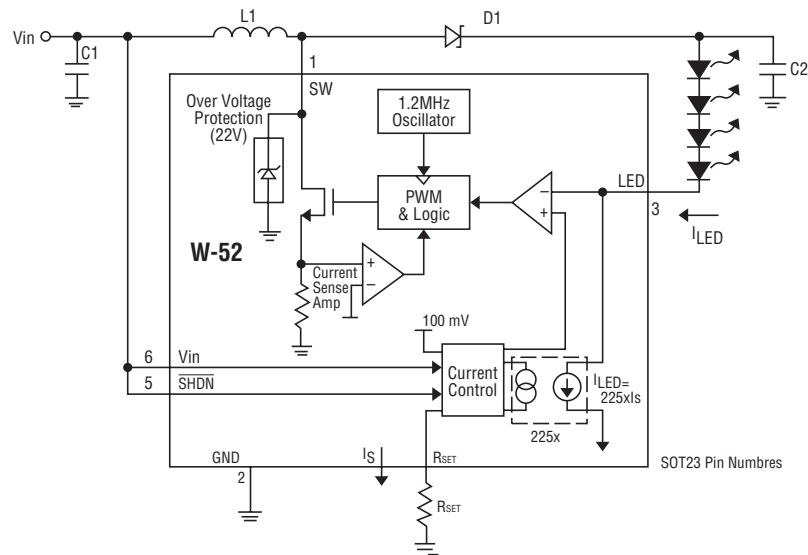 Vin
C1
L1
D1
C2
1
SW
Over Voltage
Protection
(22V)
1.2MHz
Oscillator
PWM
& Logic
LED
3
ILED
W-52
Current
Sense
Amp
100 mV
6
Vin
5
SHDN
Current
Control
ILED=
225xIs
225x
GND
2
IS
RSET
RSET
SOT23 Pin Numbres
+
−
−
+